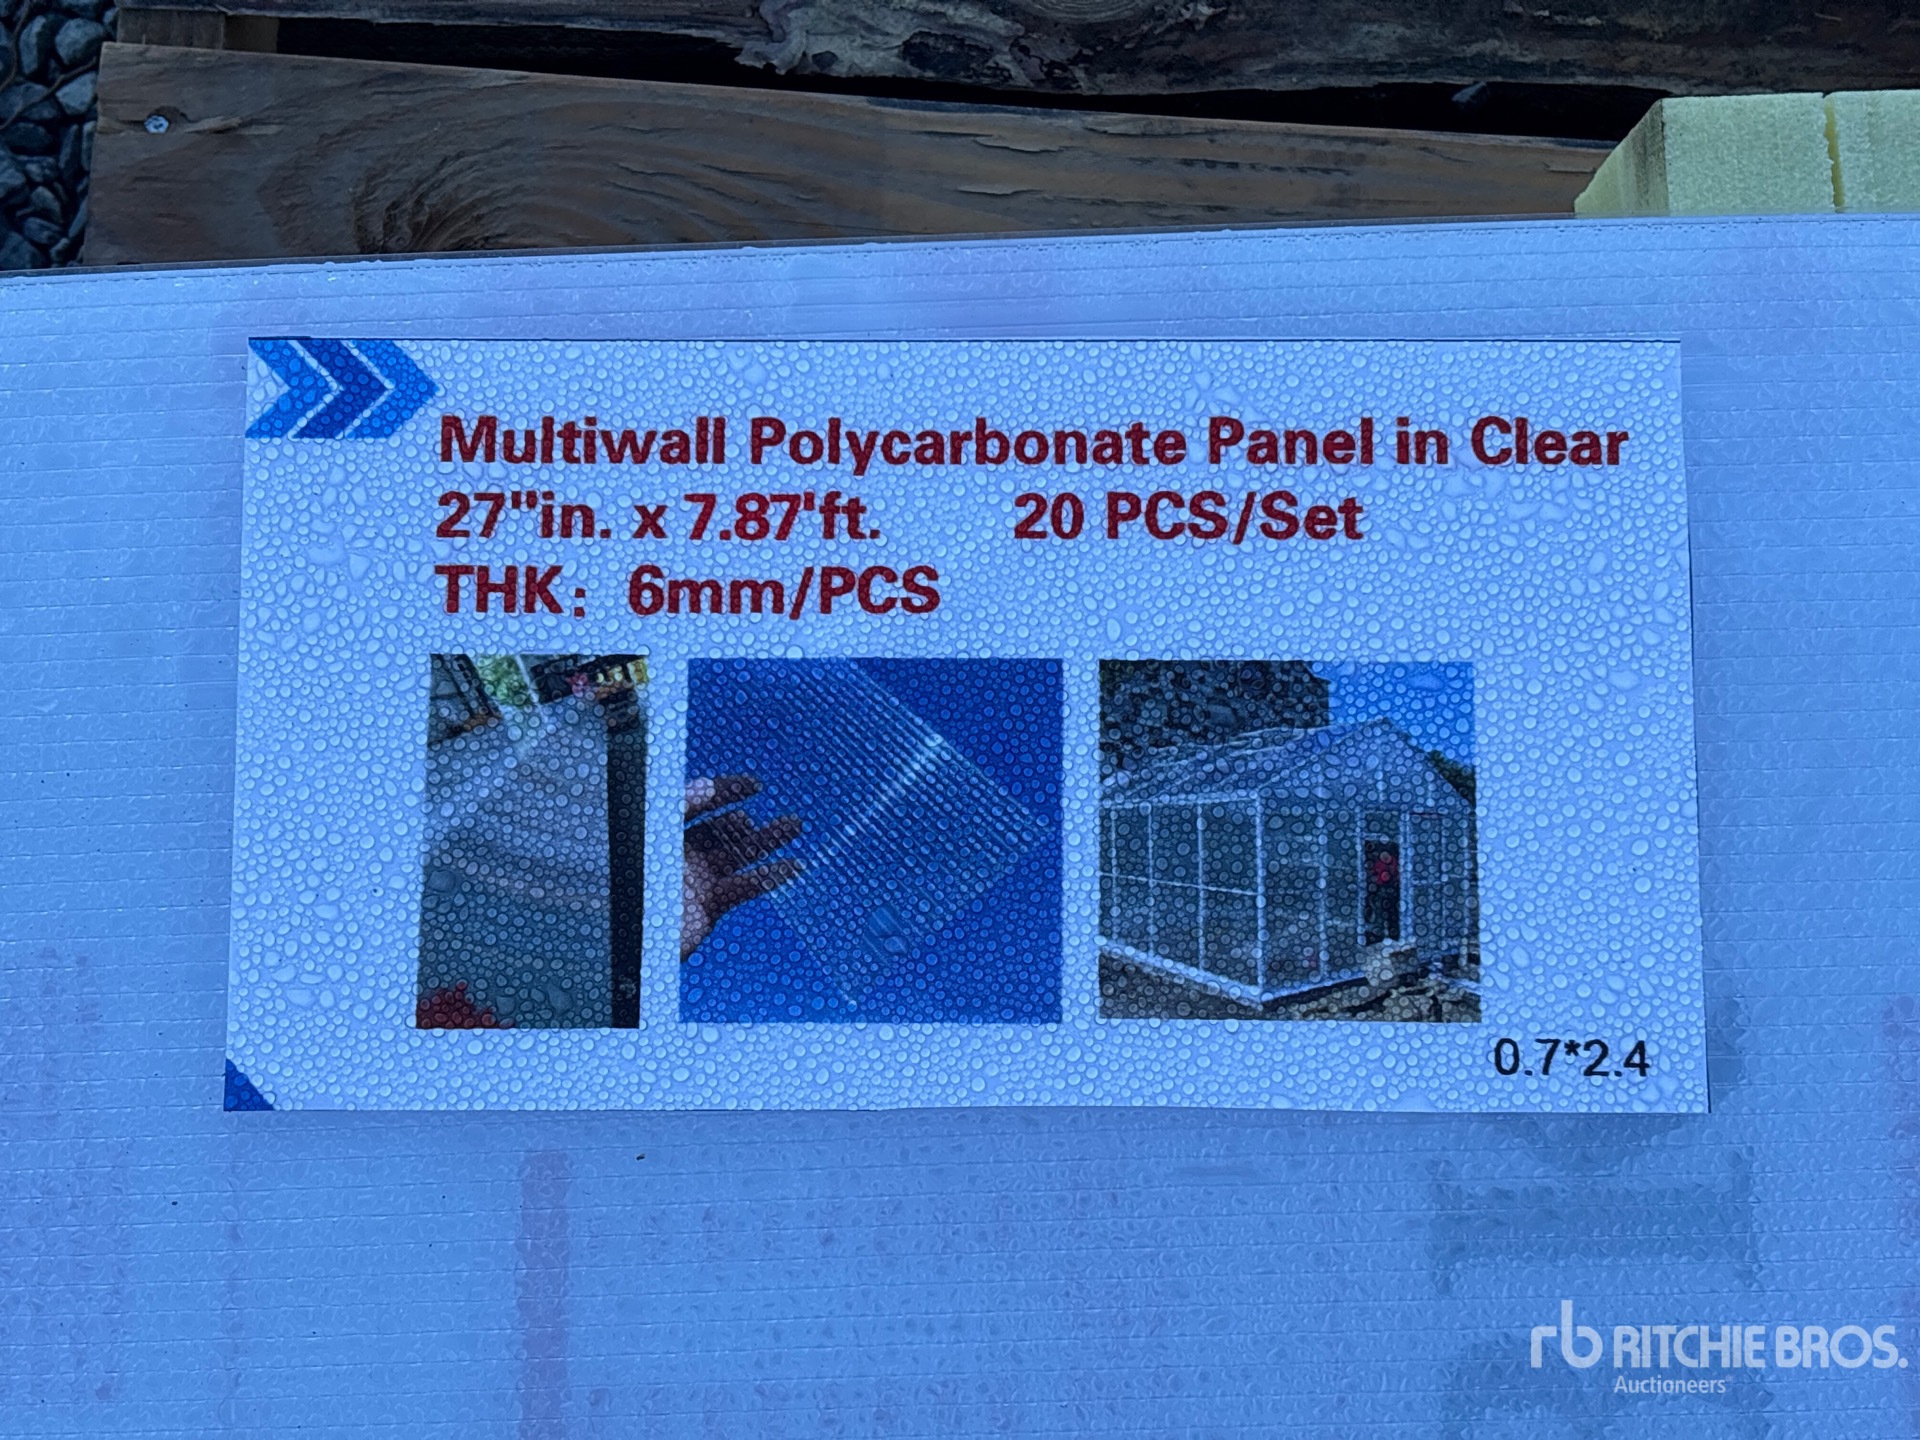 Multiwall Polycarbonate Panel in Clear
27"in. x 7.87'ft. 20 PCS/Set
THK: 6mm/PCS
0.7*2.4
rb RITCHIE BROS.
Auctioneers